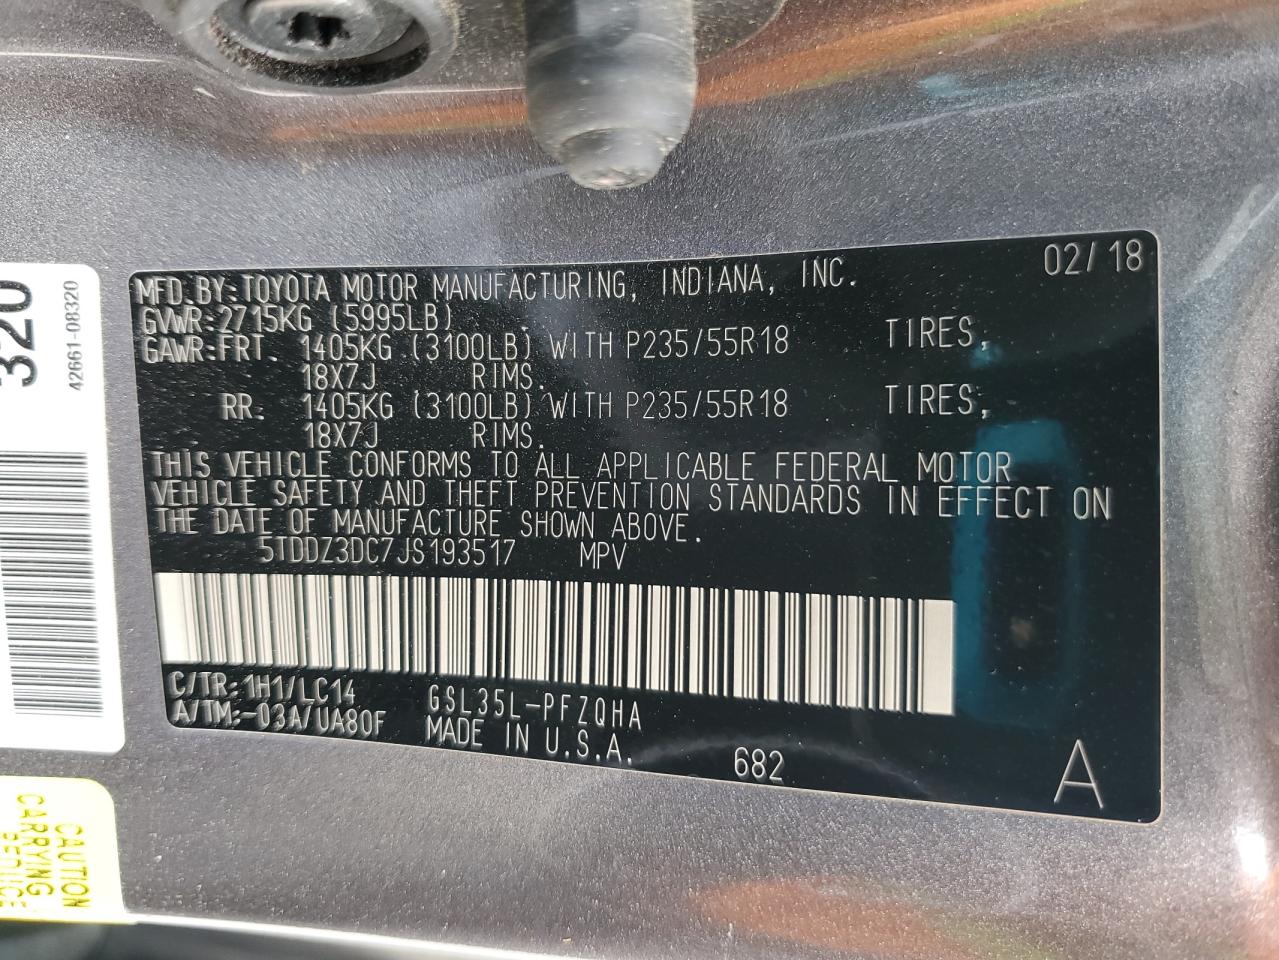 MFD.BY:TOYOTA MOTOR MANUFACTURING, INDIANA, INC. 02/18
GVWR:2715KG (5995LB)
GAWR:FRT. 1405KG (3100LB) WITH P235/55R18 TIRES,
18X7J RIMS.
RR. 1405KG (3100LB) WITH P235/55R18 TIRES,
18X7J RIMS.
THIS VEHICLE CONFORMS TO ALL APPLICABLE FEDERAL MOTOR
VEHICLE SAFETY AND THEFT PREVENTION STANDARDS IN EFFECT ON
THE DATE OF MANUFACTURE SHOWN ABOVE.
5TDDZ3DC7JS193517 MPV
C/TR:1H1/LC14 GSL35L-PFZQHA
A/TM:-03A/UA80F MADE IN U.S.A. 682 A
320
42661-08320
CAUTION
CARRYING